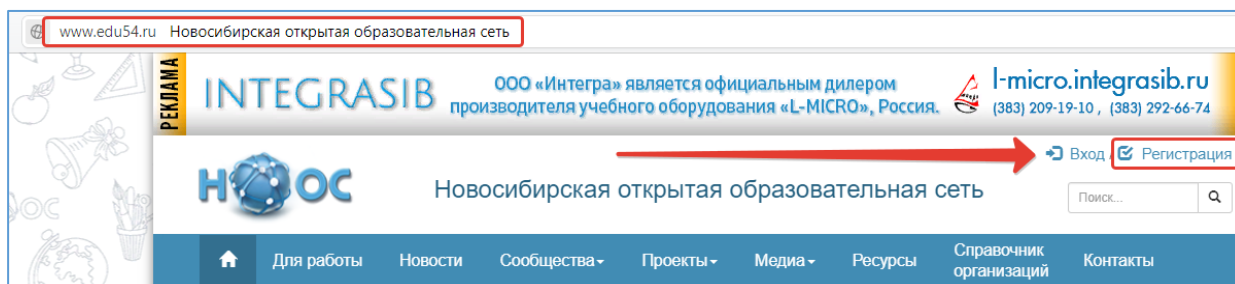 www.edu54.ru Новосибирская открытая образовательная сеть
РЕКЛАМА
INTEGRASIB
ООО «Интегра» является официальным дилером
производителя учебного оборудования «L-MICRO», Россия.
l-micro.integrasib.ru
(383) 209-19-10 , (383) 292-66-74
Вход / Регистрация
НООС
Новосибирская открытая образовательная сеть
Поиск...
ОС
Для работы Новости Сообщества Проекты Медиа Ресурсы Справочник организаций Контакты